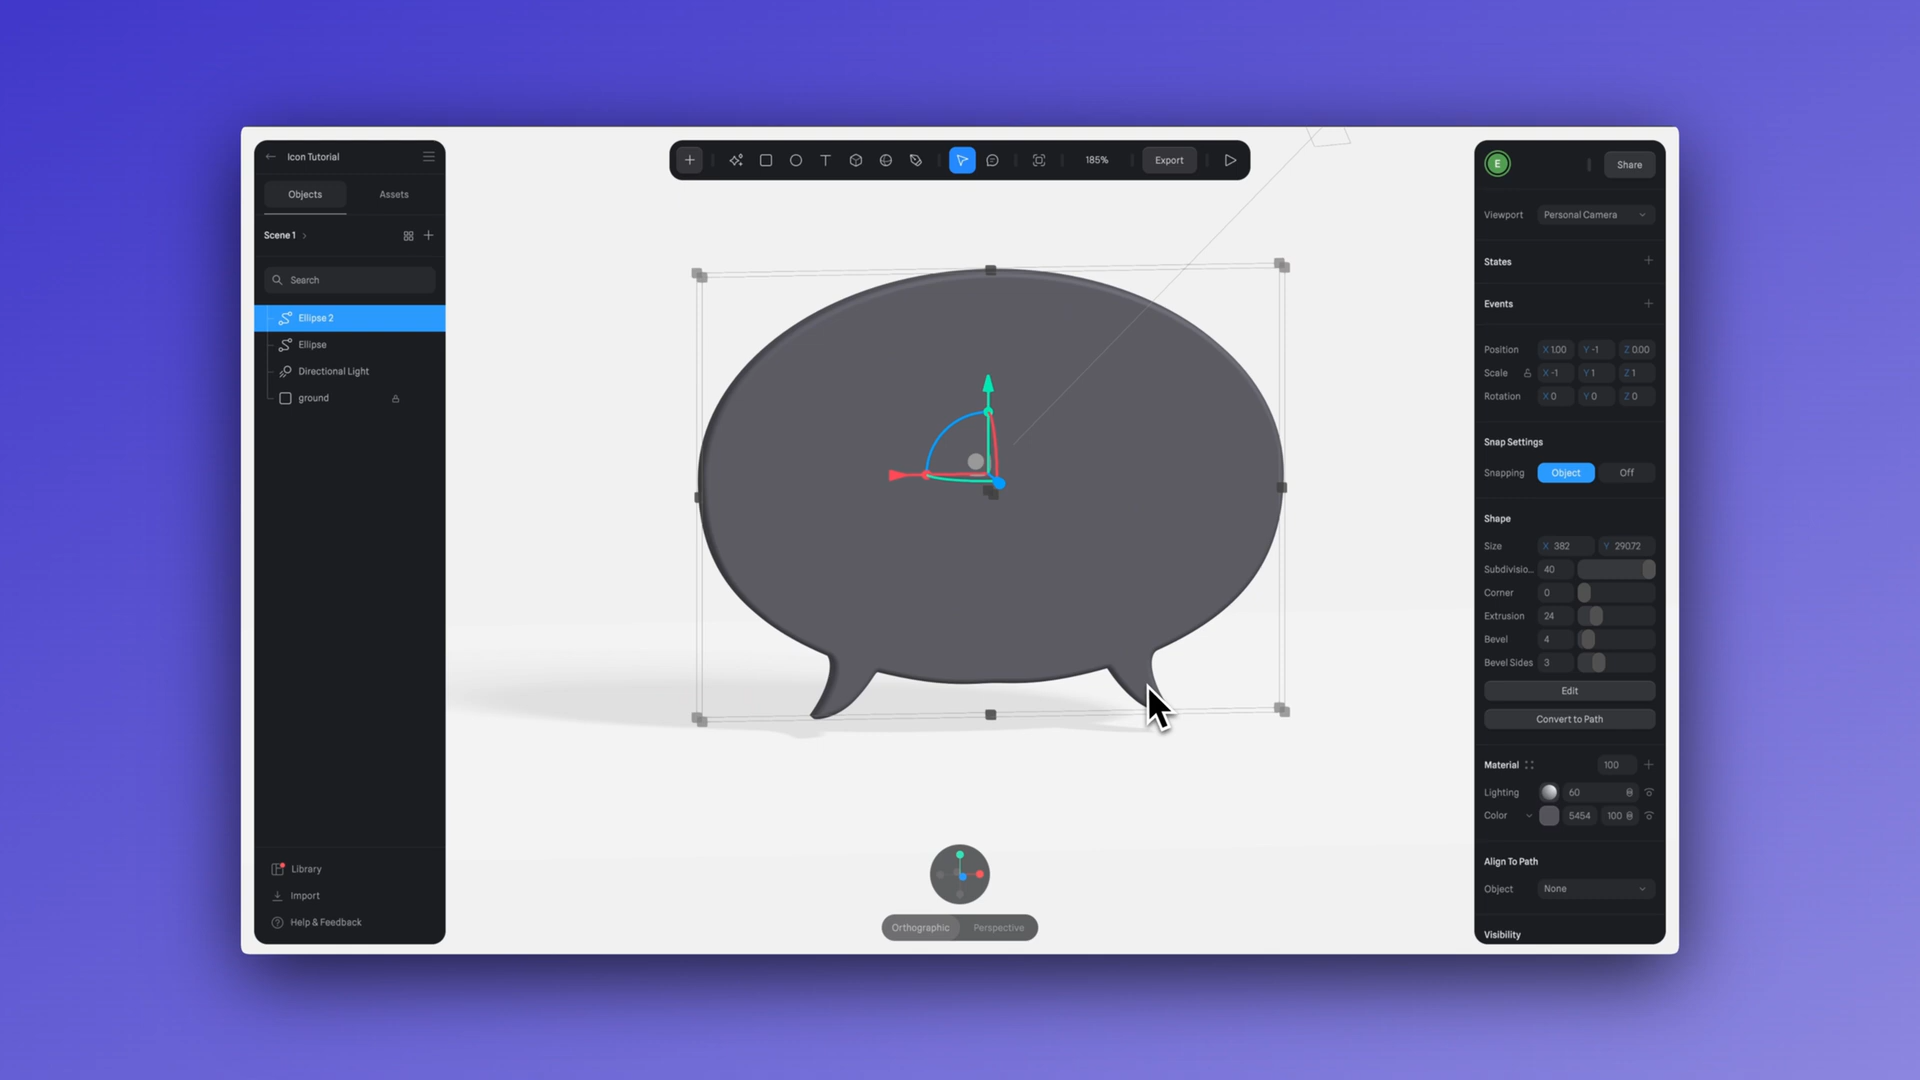 Icon Tutorial
Objects Assets
Scene 1
Search
Ellipse 2
Ellipse
Directional Light
ground
Library
Import
Help & Feedback
185% Export
Orthographic Perspective
E Share
Viewport Personal Camera
States
Events
Position X 1.00 Y -1 Z 0.00
Scale X -1 Y 1 Z 1
Rotation X 0 Y 0 Z 0
Snap Settings
Snapping Object Off
Shape
Size X 382 Y 290.72
Subdivisio... 40
Corner 0
Extrusion 24
Bevel 4
Bevel Sides 3
Edit
Convert to Path
Material 100
Lighting 60
Color 5454 100
Align To Path
Object None
Visibility